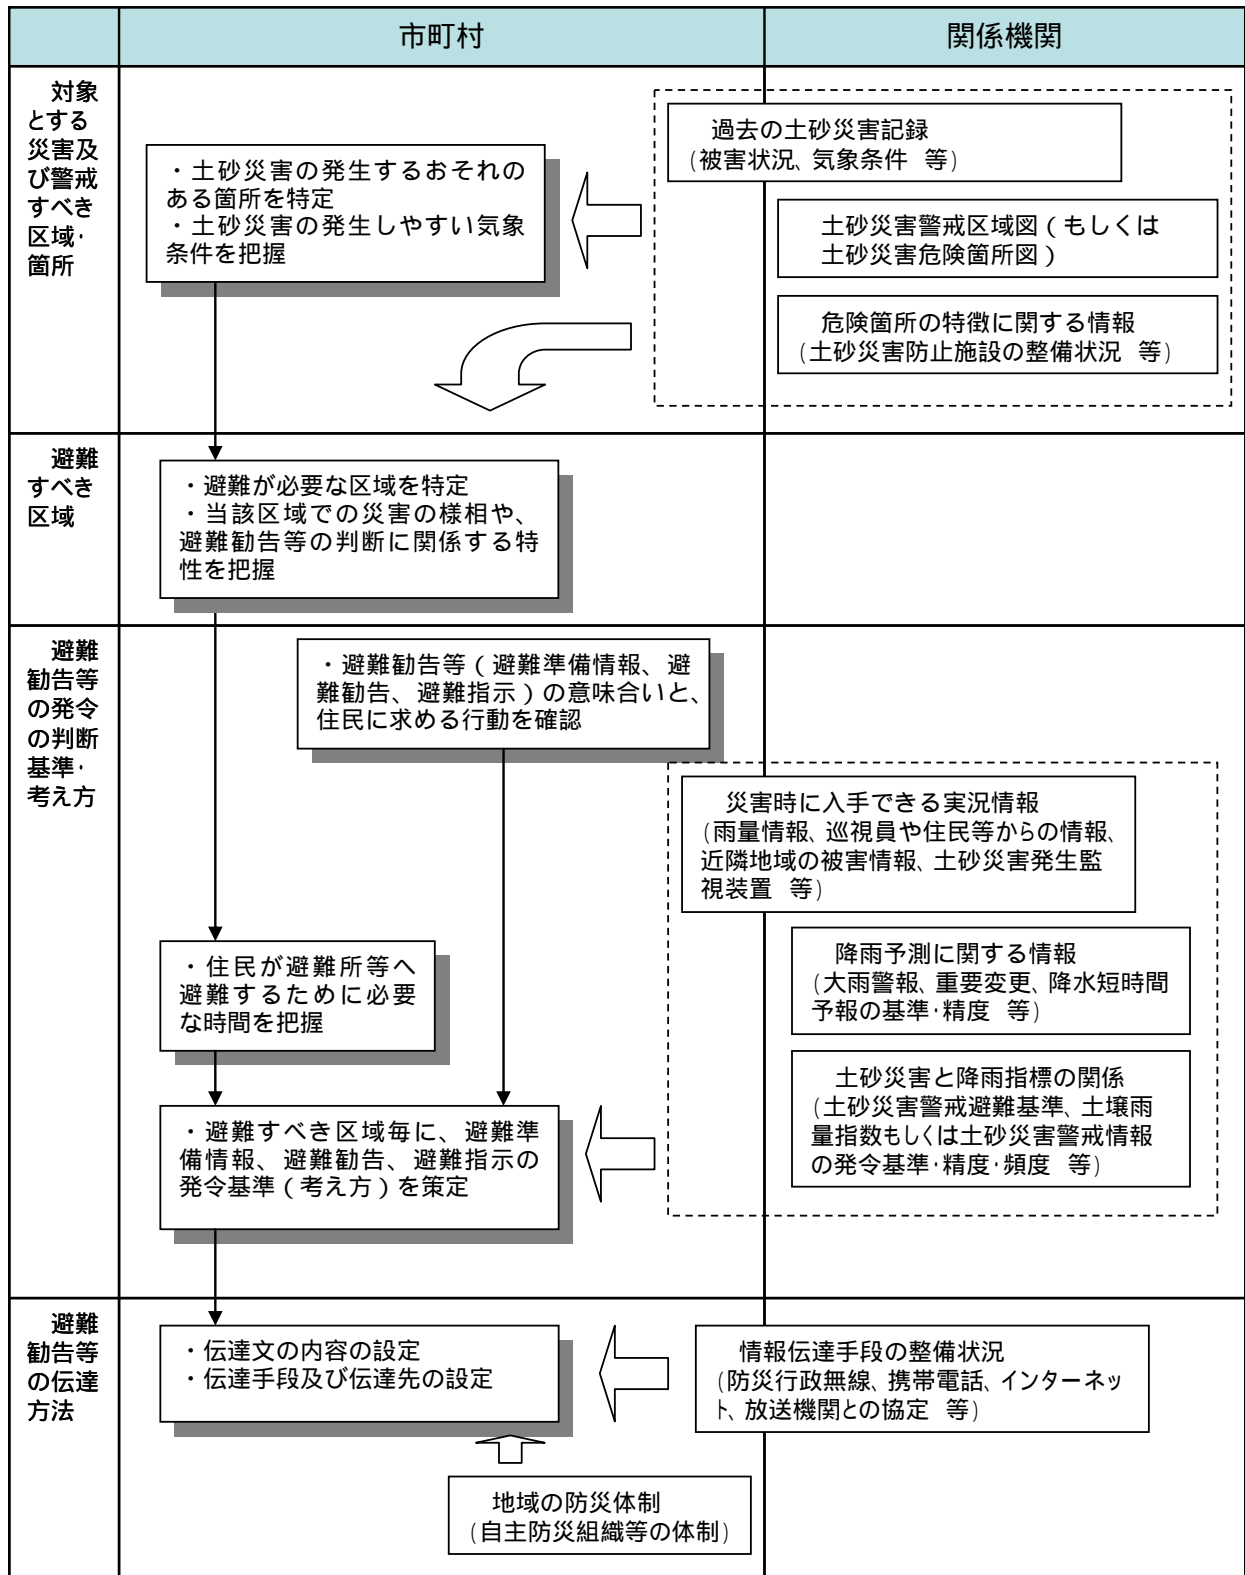 市町村
関係機関
対象
とする
災害及
び警戒
すべき
区域・
箇所
・土砂災害の発生するおそれの
ある箇所を特定
・土砂災害の発生しやすい気象
条件を把握
過去の土砂災害記録
(被害状況、気象条件 等)
土砂災害警戒区域図(もしくは
土砂災害危険箇所図)
危険箇所の特徴に関する情報
(土砂災害防止施設の整備状況 等)
避難
すべき
区域
・避難が必要な区域を特定
・当該区域での災害の様相や、
避難勧告等の判断に関係する特
性を把握
避難
勧告等
の発令
の判断
基準・
考え方
・避難勧告等(避難準備情報、避
難勧告、避難指示)の意味合いと、
住民に求める行動を確認
災害時に入手できる実況情報
(雨量情報、巡視員や住民等からの情報、
近隣地域の被害情報、土砂災害発生監
視装置 等)
・住民が避難所等へ
避難するために必要
な時間を把握
降雨予測に関する情報
(大雨警報、重要変更、降水短時間
予報の基準・精度 等)
土砂災害と降雨指標の関係
(土砂災害警戒避難基準、土壌雨
量指数もしくは土砂災害警戒情報
の発令基準・精度・頻度 等)
・避難すべき区域毎に、避難準
備情報、避難勧告、避難指示の
発令基準(考え方)を策定
避難
勧告等
の伝達
方法
・伝達文の内容の設定
・伝達手段及び伝達先の設定
情報伝達手段の整備状況
(防災行政無線、携帯電話、インターネッ
ト、放送機関との協定 等)
地域の防災体制
(自主防災組織等の体制)